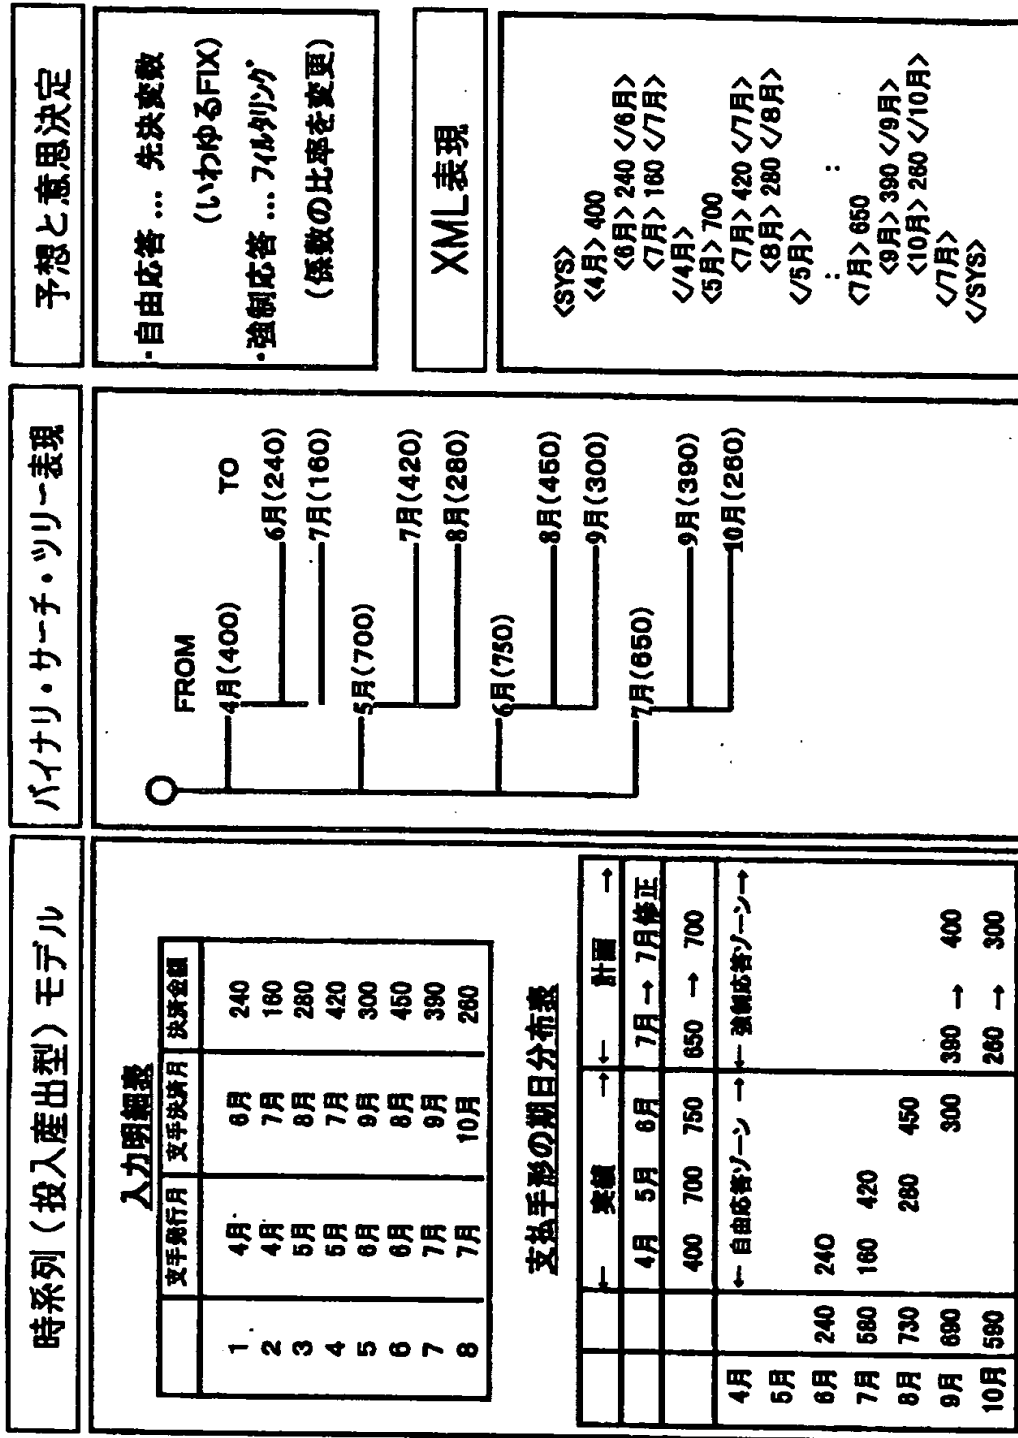 時系列(投入産出型)モデル
入力明細表
支手発行月 支手決済月 決済金額
1 4月 6月 240
2 4月 7月 160
3 5月 8月 280
4 5月 7月 420
5 6月 9月 300
6 6月 8月 450
7 7月 9月 390
8 7月 10月 260
支払手形の期日分布表
← 実績 → ← 計画 →
4月 5月 6月 7月 → 7月修正
400 700 750 650 → 700
4月 ← 自由応答ゾーン → ← 強制応答ゾーン→
5月
6月 240 240
7月 580 160 420
8月 730 280 450
9月 690 300 390 → 400
10月 590 260 → 300
バイナリ・サーチ・ツリー表現
FROM TO
4月(400)
6月(240)
7月(160)
5月(700)
7月(420)
8月(280)
6月(750)
8月(450)
9月(300)
7月(650)
9月(390)
10月(260)
予想と意思決定
・自由応答 … 先決変数
(いわゆるFIX)
・強制応答 … フィルタリング
(係数の比率を変更)
XML表現
<SYS>
<4月> 400
<6月> 240 </6月>
<7月> 160 </7月>
</4月>
<5月> 700
<7月> 420 </7月>
<8月> 280 </8月>
</5月>
: :
<7月> 650
<9月> 390 </9月>
<10月> 260 </10月>
</7月>
</SYS>